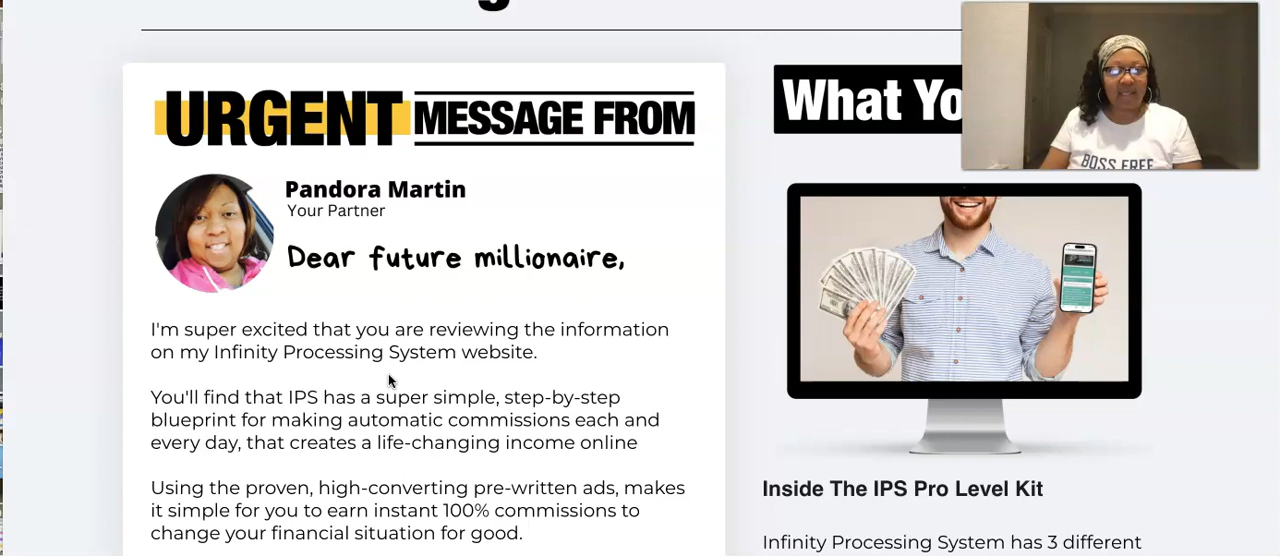 URGENT MESSAGE FROM
Pandora Martin
Your Partner
Dear future millionaire,
I'm super excited that you are reviewing the information
on my Infinity Processing System website.
You'll find that IPS has a super simple, step-by-step
blueprint for making automatic commissions each and
every day, that creates a life-changing income online
Using the proven, high-converting pre-written ads, makes
it simple for you to earn instant 100% commissions to
change your financial situation for good.
What Yo
BOSS FREE
Inside The IPS Pro Level Kit
Infinity Processing System has 3 different